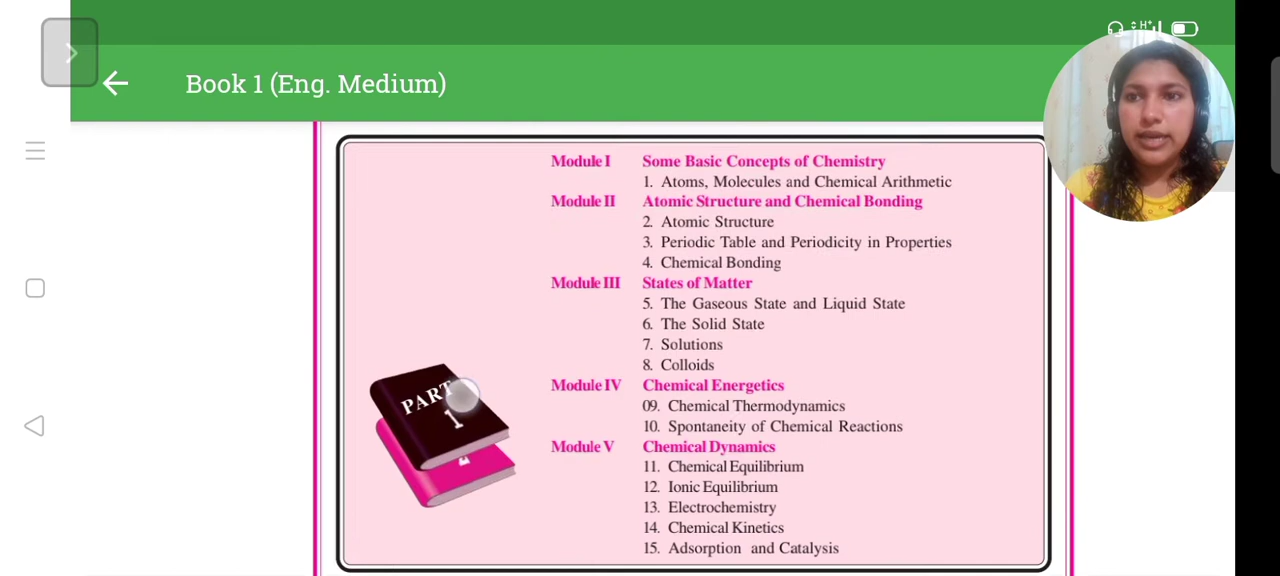 Book 1 (Eng. Medium)
Module I Some Basic Concepts of Chemistry
1. Atoms, Molecules and Chemical Arithmetic
Module II Atomic Structure and Chemical Bonding
2. Atomic Structure
3. Periodic Table and Periodicity in Properties
4. Chemical Bonding
Module III States of Matter
5. The Gaseous State and Liquid State
6. The Solid State
7. Solutions
8. Colloids
Module IV Chemical Energetics
09. Chemical Thermodynamics
10. Spontaneity of Chemical Reactions
Module V Chemical Dynamics
11. Chemical Equilibrium
12. Ionic Equilibrium
13. Electrochemistry
14. Chemical Kinetics
15. Adsorption and Catalysis
PART
1